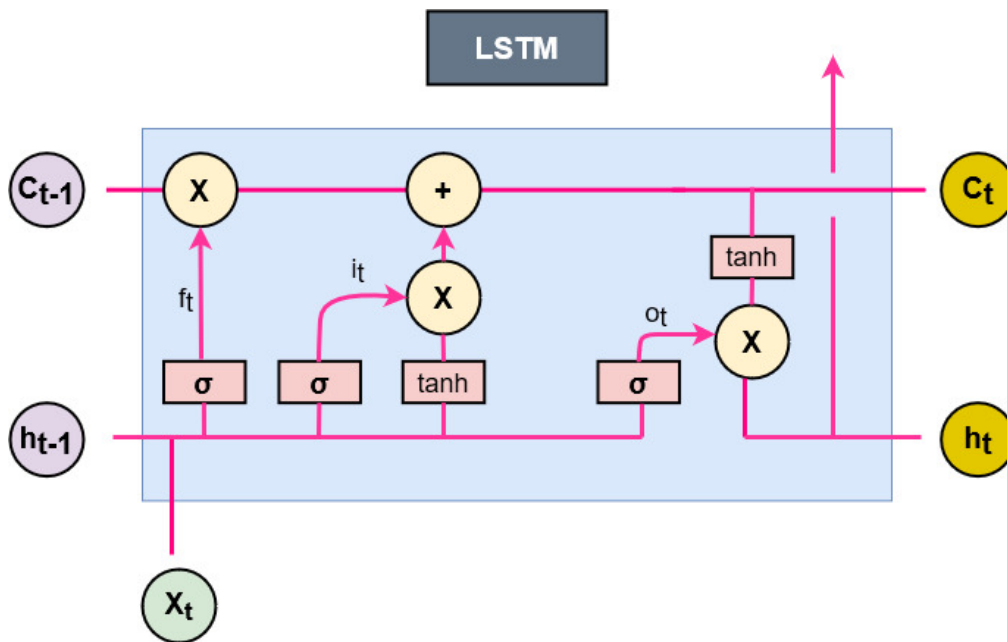 LSTM
Ct-1
X
+
Ct
it
tanh
ft
X
ot
X
σ
σ
tanh
σ
ht-1
ht
Xt